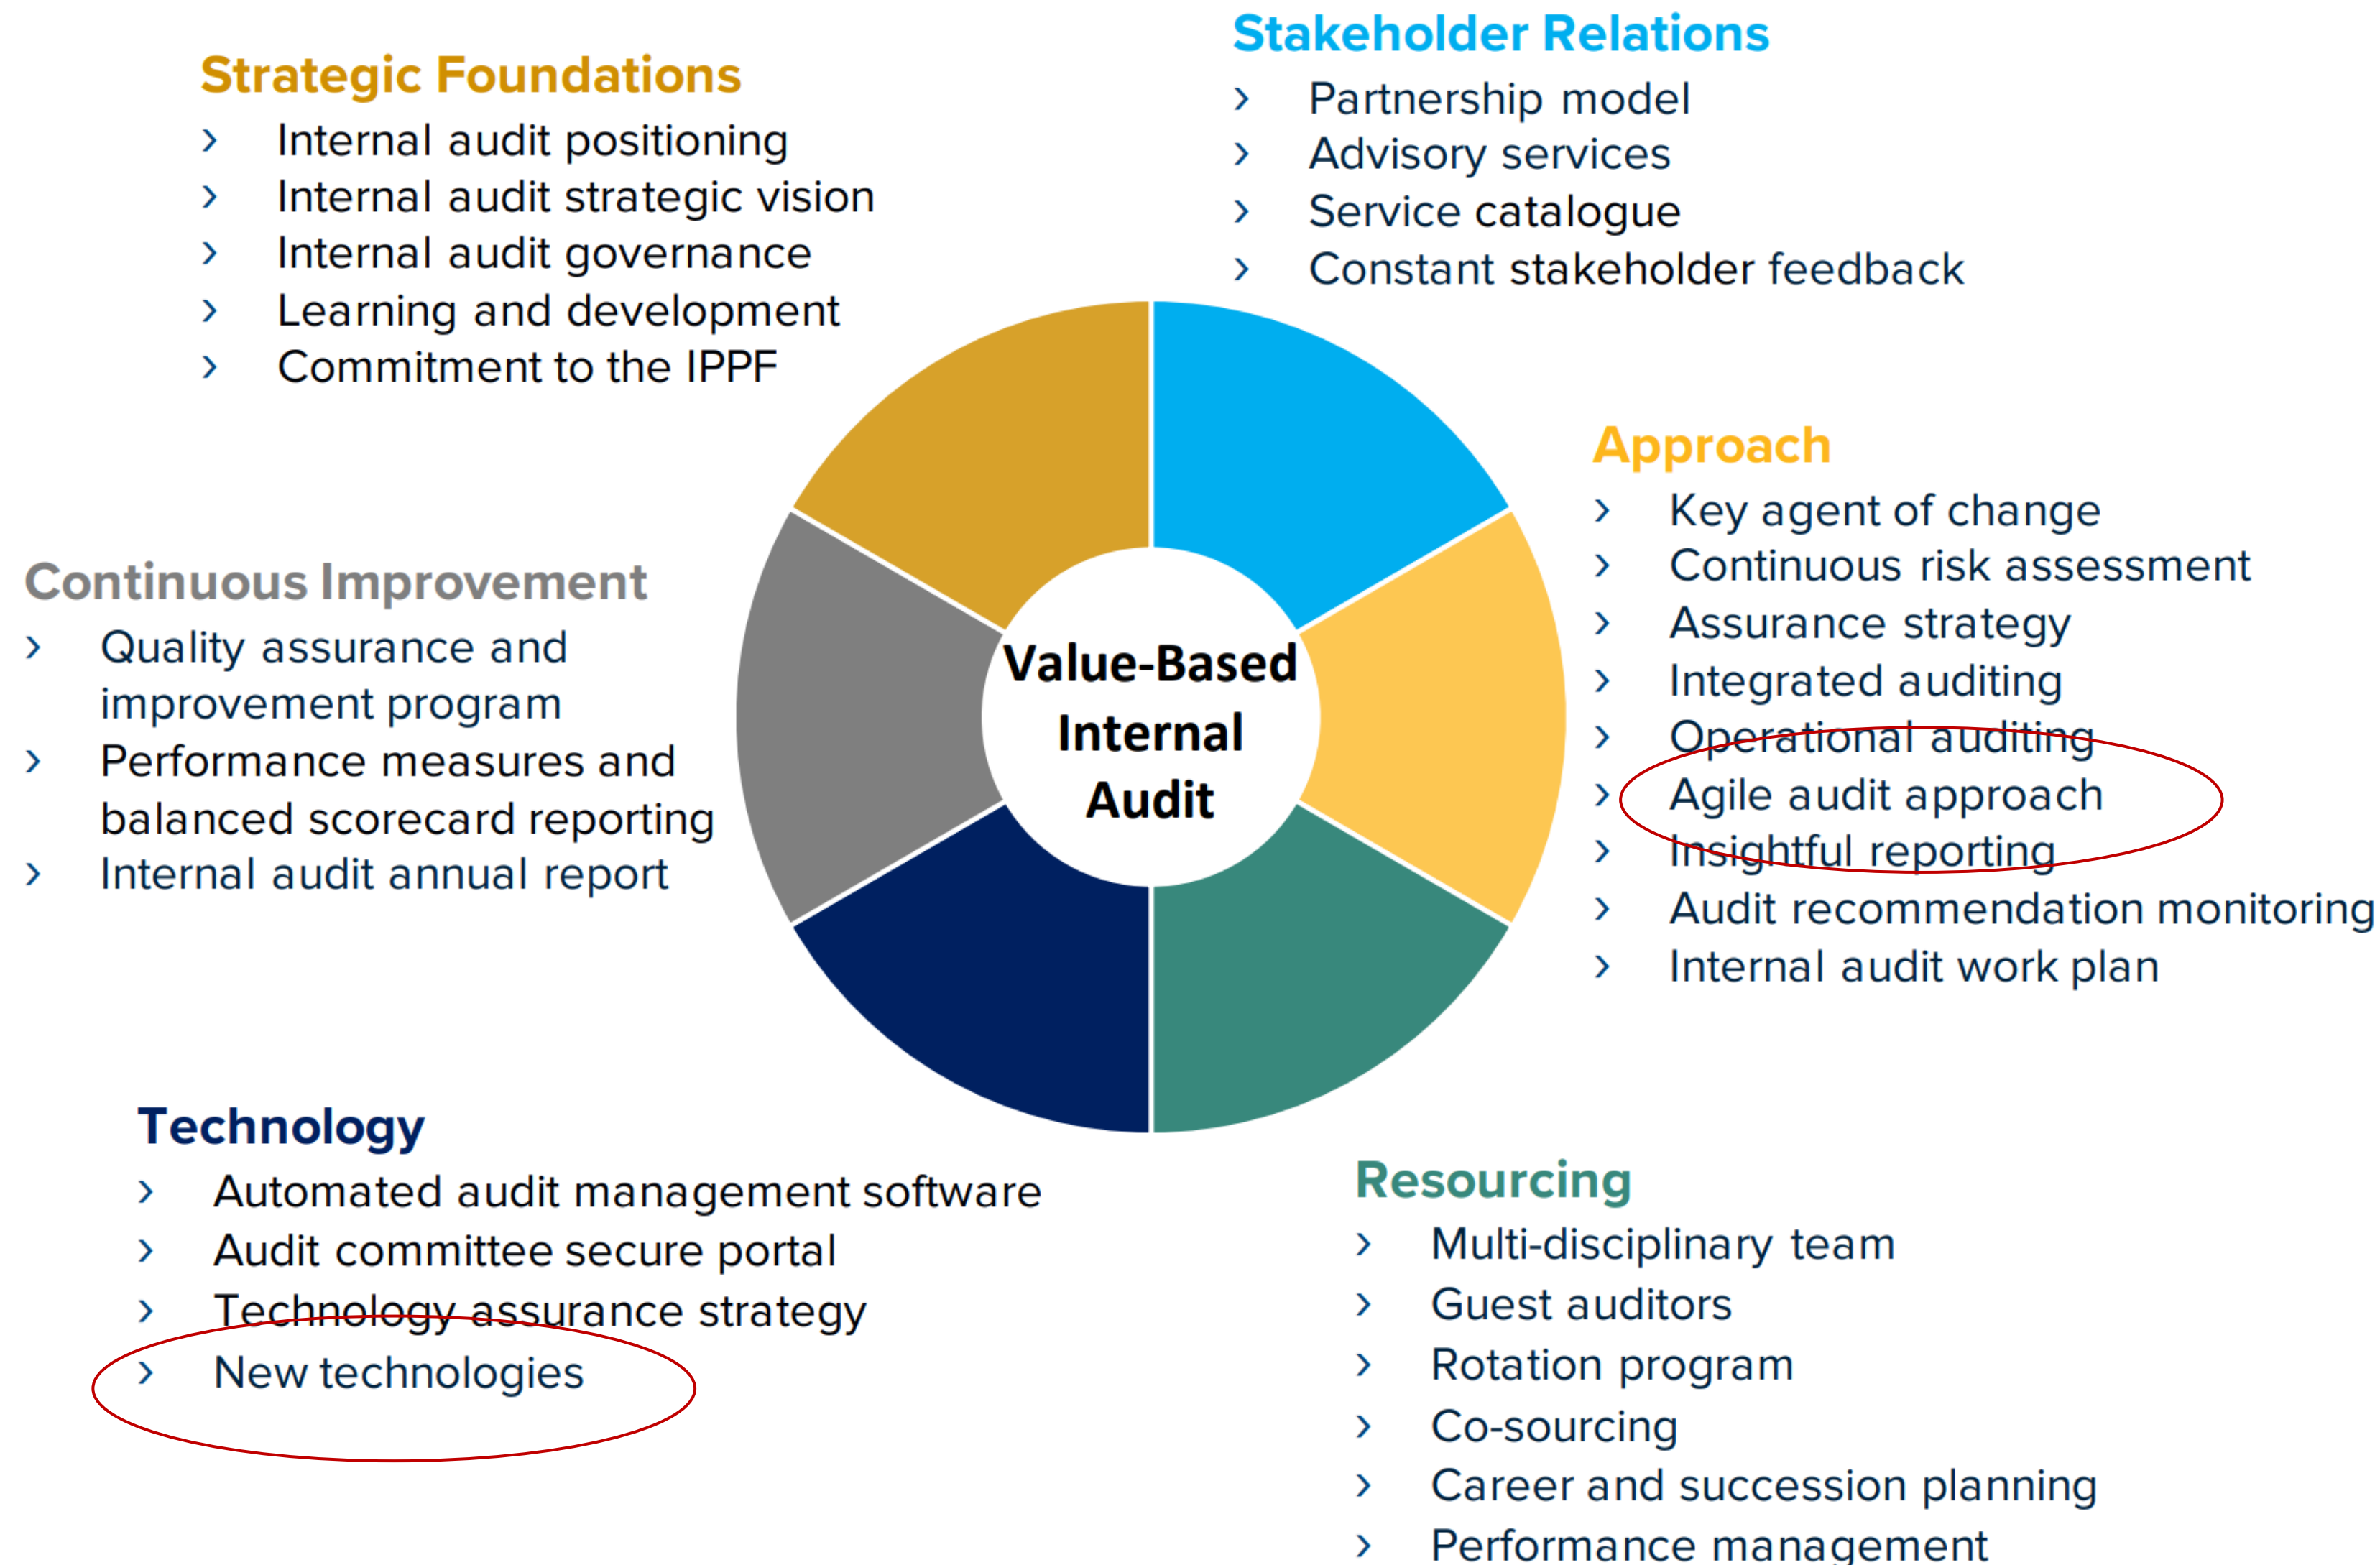 Strategic Foundations
› Internal audit positioning
› Internal audit strategic vision
› Internal audit governance
› Learning and development
› Commitment to the IPPF
Stakeholder Relations
› Partnership model
› Advisory services
› Service catalogue
› Constant stakeholder feedback
Approach
› Key agent of change
› Continuous risk assessment
› Assurance strategy
› Integrated auditing
› Operational auditing
› Agile audit approach
› Insightful reporting
› Audit recommendation monitoring
› Internal audit work plan
Continuous Improvement
› Quality assurance and
improvement program
› Performance measures and
balanced scorecard reporting
› Internal audit annual report
Value-Based
Internal
Audit
Technology
› Automated audit management software
› Audit committee secure portal
› Technology assurance strategy
› New technologies
Resourcing
› Multi-disciplinary team
› Guest auditors
› Rotation program
› Co-sourcing
› Career and succession planning
› Performance management